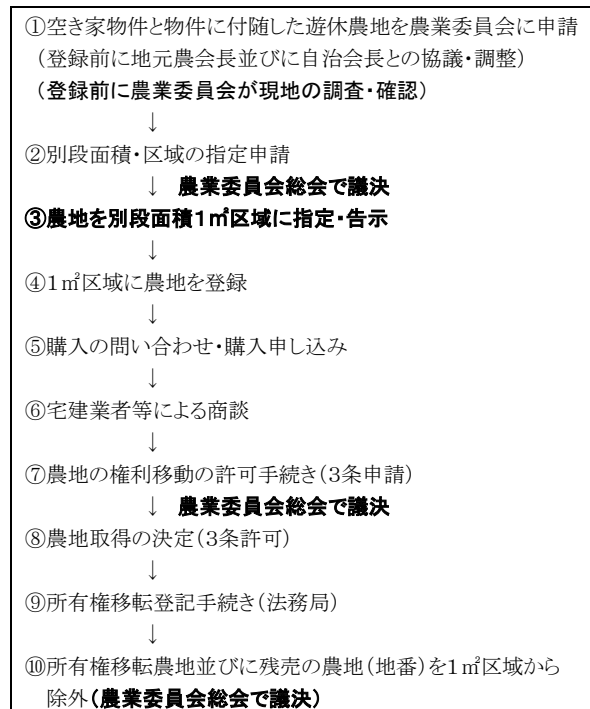 ①空き家物件と物件に付随した遊休農地を農業委員会に申請
（登録前に地元農会長並びに自治会長との協議・調整）
（登録前に農業委員会が現地の調査・確認）
↓
②別段面積・区域の指定申請
↓ 農業委員会総会で議決
③農地を別段面積１㎡区域に指定・告示
↓
④１㎡区域に農地を登録
↓
⑤購入の問い合わせ・購入申し込み
↓
⑥宅建業者等による商談
↓
⑦農地の権利移動の許可手続き（３条申請）
↓ 農業委員会総会で議決
⑧農地取得の決定（３条許可）
↓
⑨所有権移転登記手続き（法務局）
↓
⑩所有権移転農地並びに残売の農地（地番）を１㎡区域から
除外（農業委員会総会で議決）